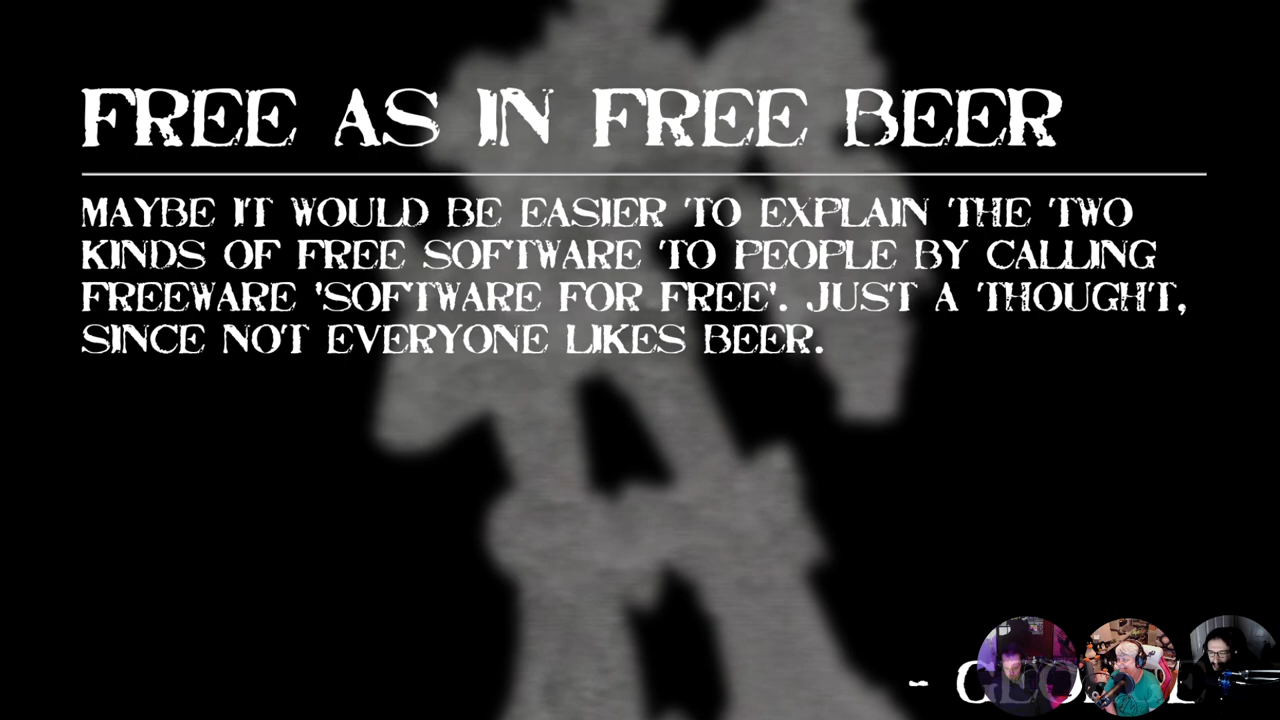 FREE AS IN FREE BEER
MAYBE IT WOULD BE EASIER TO EXPLAIN THE TWO
KINDS OF FREE SOFTWARE TO PEOPLE BY CALLING
FREEWARE 'SOFTWARE FOR FREE'. JUST A THOUGHT,
SINCE NOT EVERYONE LIKES BEER.
-